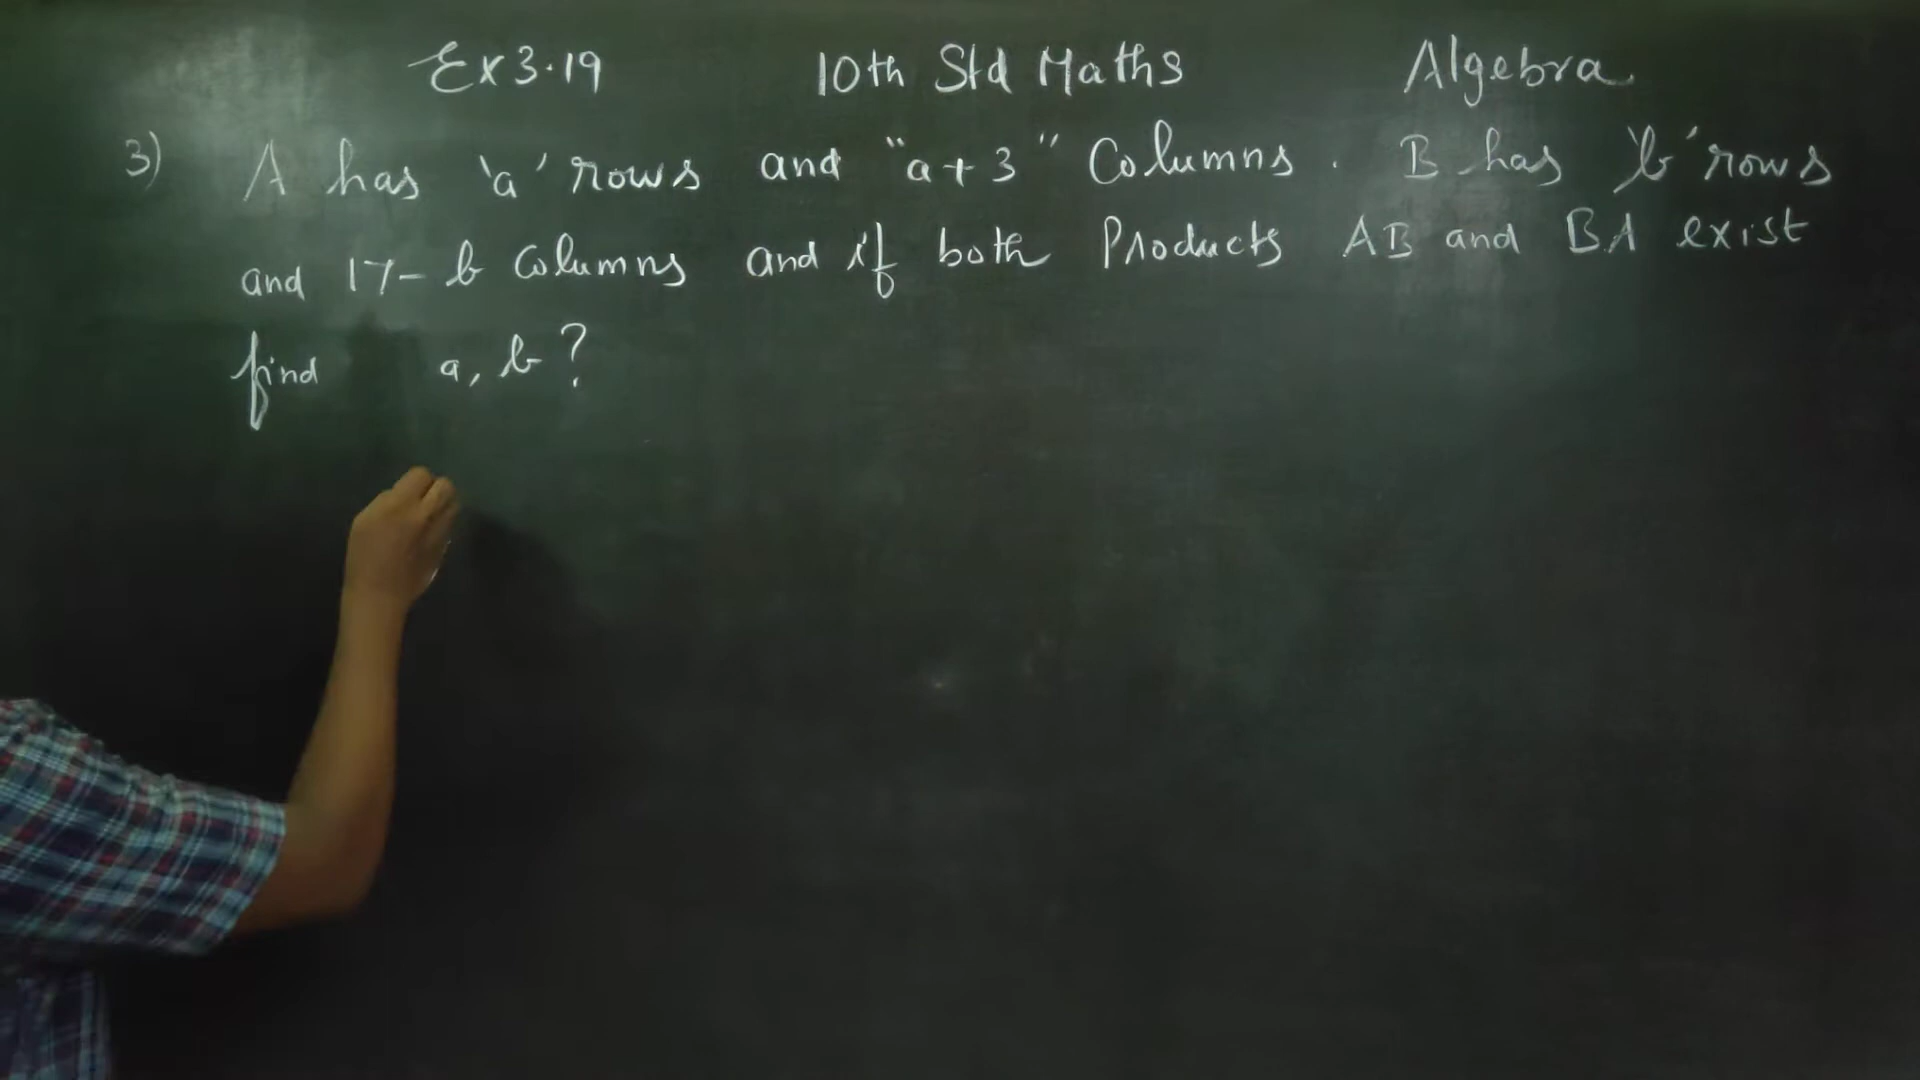 Ex 3.19 10th Std Maths Algebra
3) A has 'a' rows and "a+3" Columns. B has 'b' rows
and 17-b Columns and if both Products AB and BA exist
find a, b?